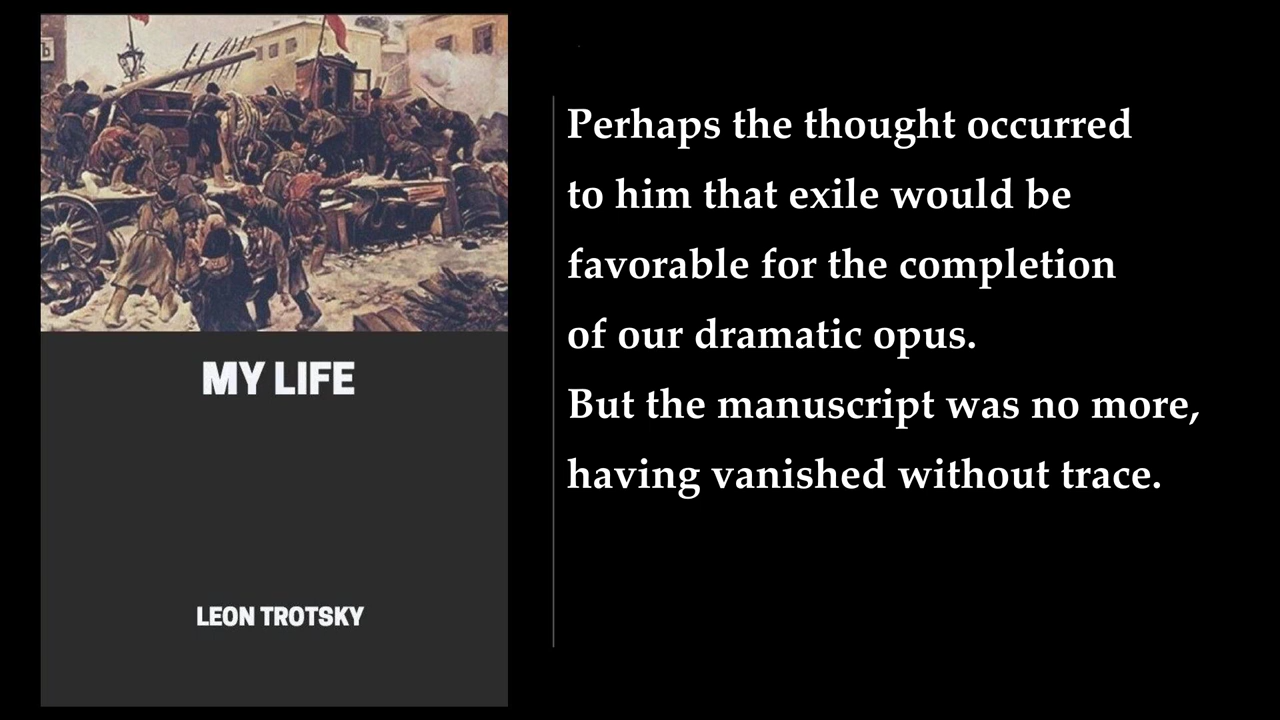 MY LIFE
LEON TROTSKY
Perhaps the thought occurred
to him that exile would be
favorable for the completion
of our dramatic opus.
But the manuscript was no more,
having vanished without trace.